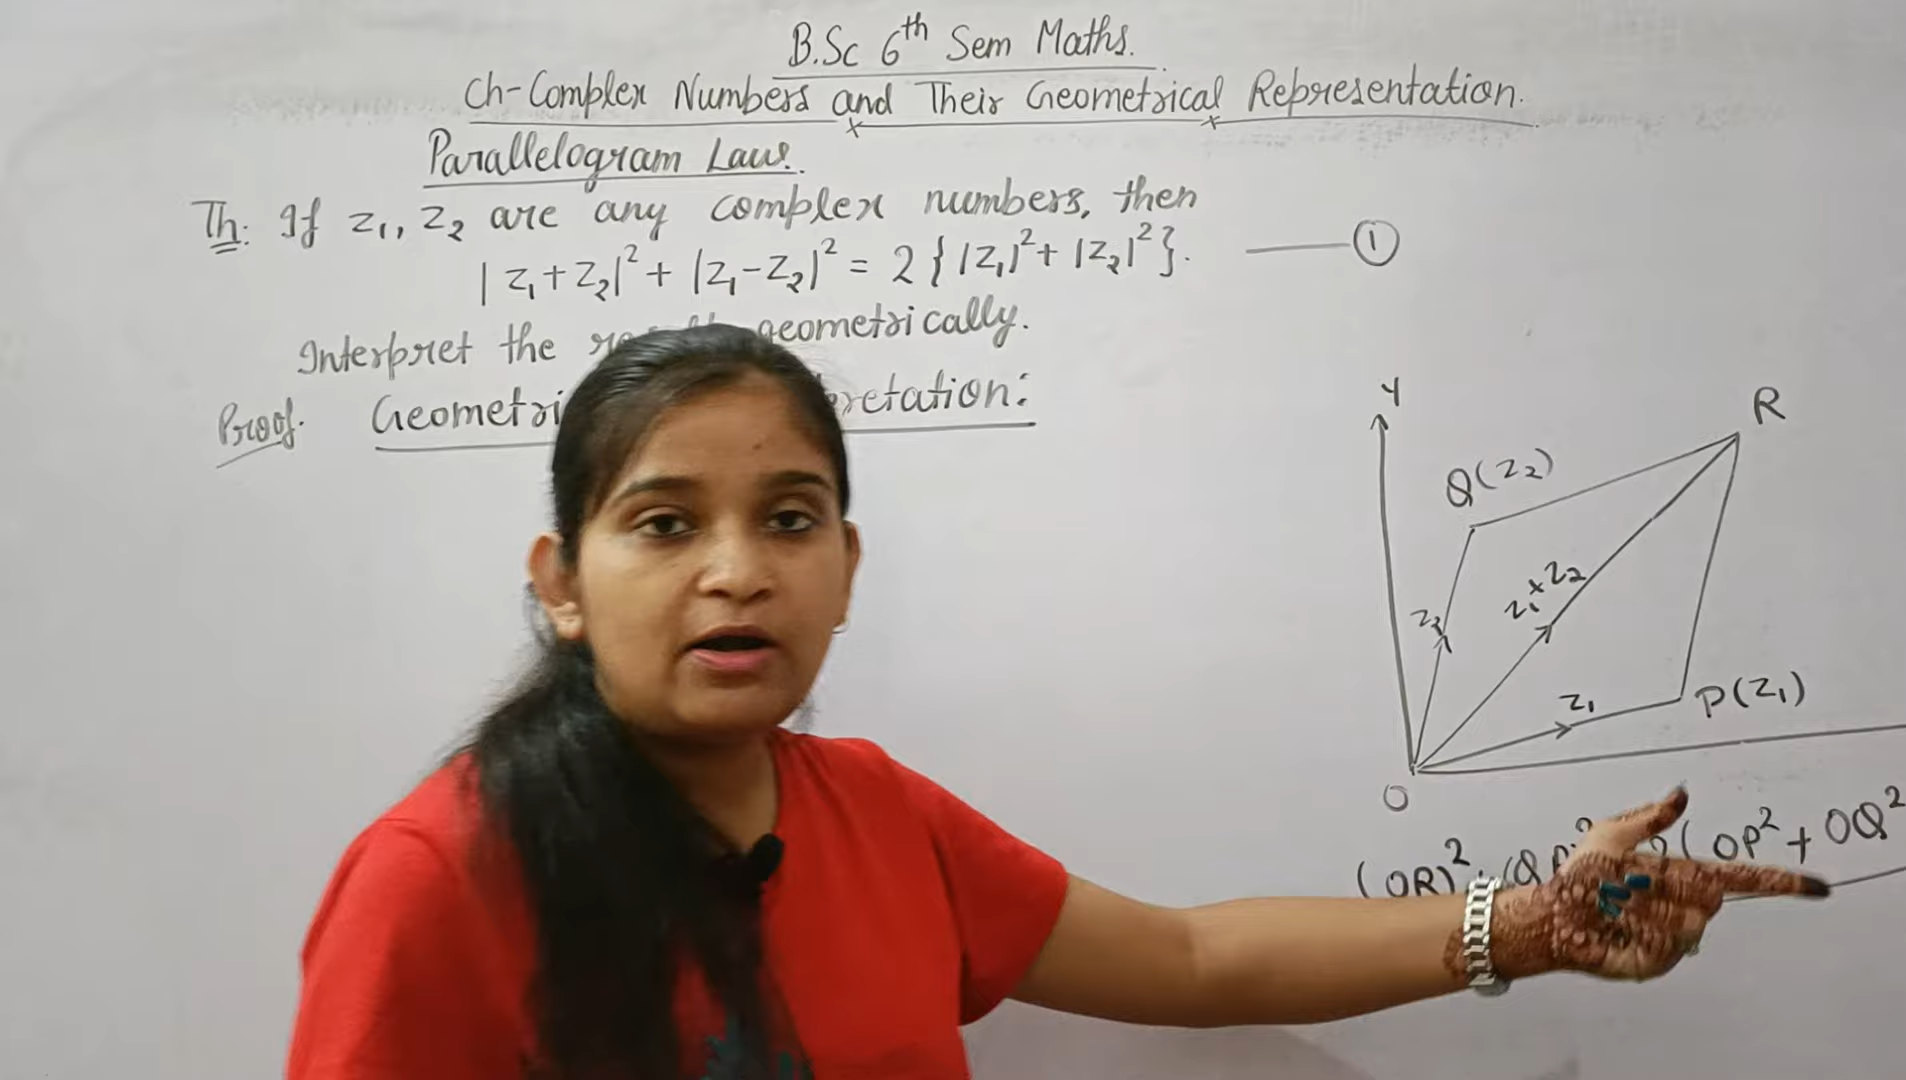 B.Sc 6th Sem Maths.
Ch-Complex Numbers and Their Geometrical Representation.
Parallelogram Law.
Th: If z₁, z₂ are any complex numbers, then
|z₁+z₂|² + |z₁-z₂|² = 2{|z₁|² + |z₂|²}. —— ①
Interpret the geometrically.
Proof.
Y
R
Q(z₂)
z₁+z₂
z₂
z₁
P(z₁)
O
(OR)² (OP² + OQ²